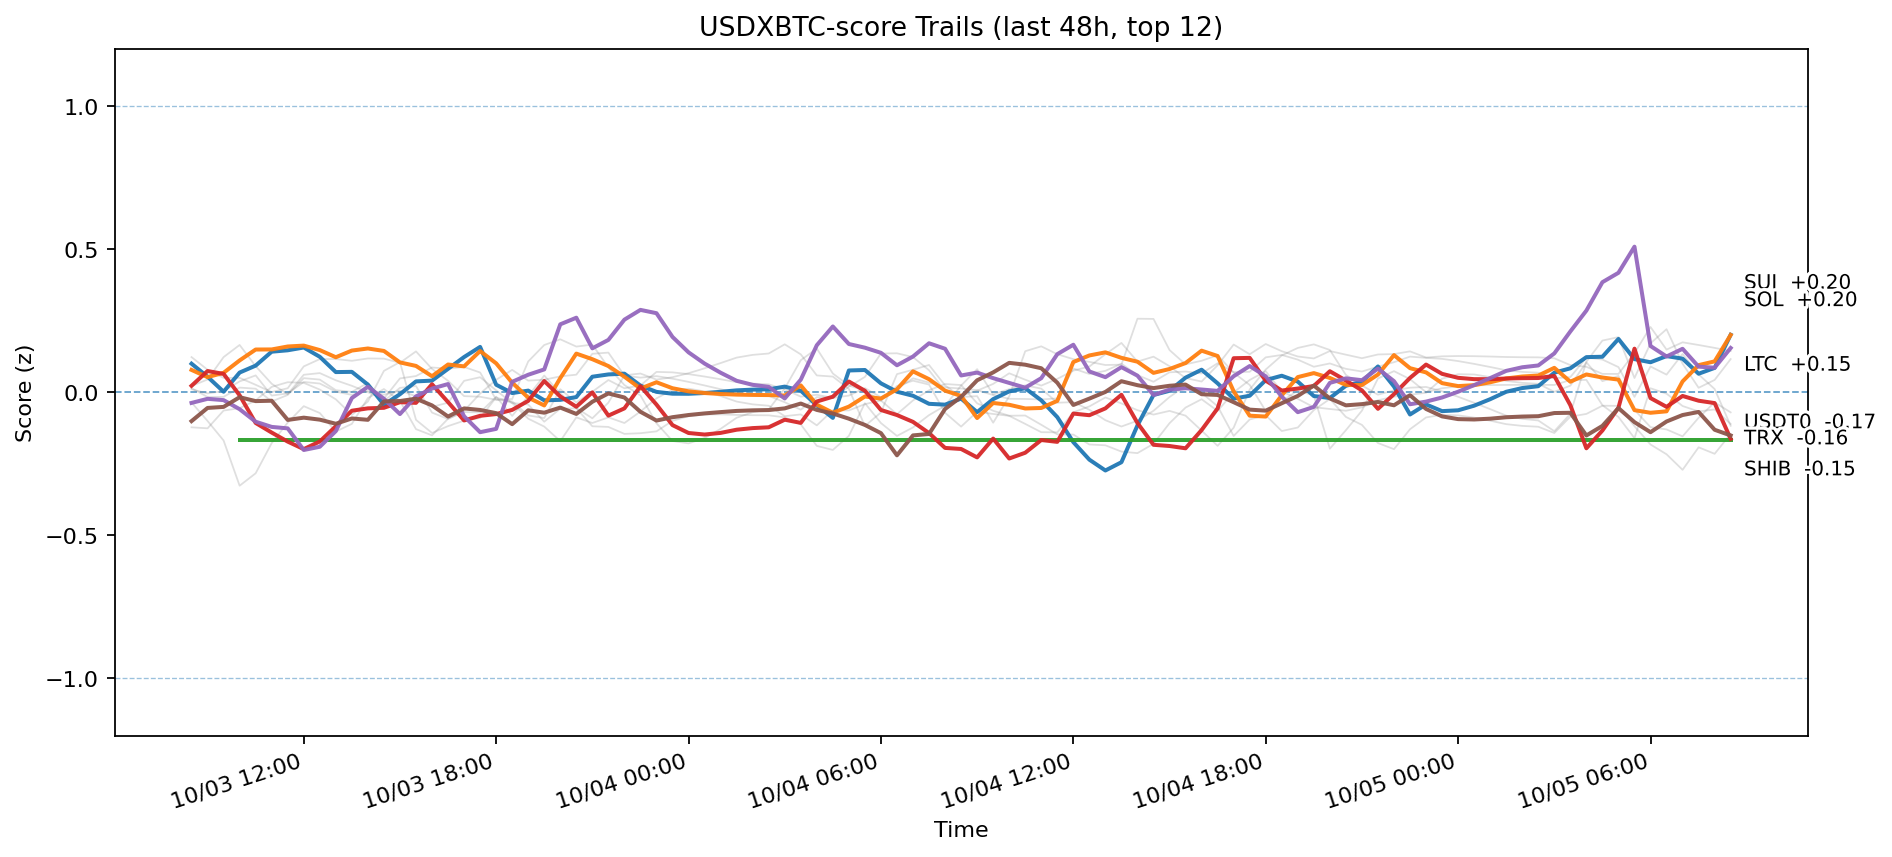 USDXBTC-score Trails (last 48h, top 12)
Score (z)
1.0
0.5
0.0
−0.5
−1.0
SUI +0.20
SOL +0.20
LTC +0.15
USDT0 -0.17
TRX -0.16
SHIB -0.15
10/03 12:00
10/03 18:00
10/04 00:00
10/04 06:00
10/04 12:00
10/04 18:00
10/05 00:00
10/05 06:00
Time